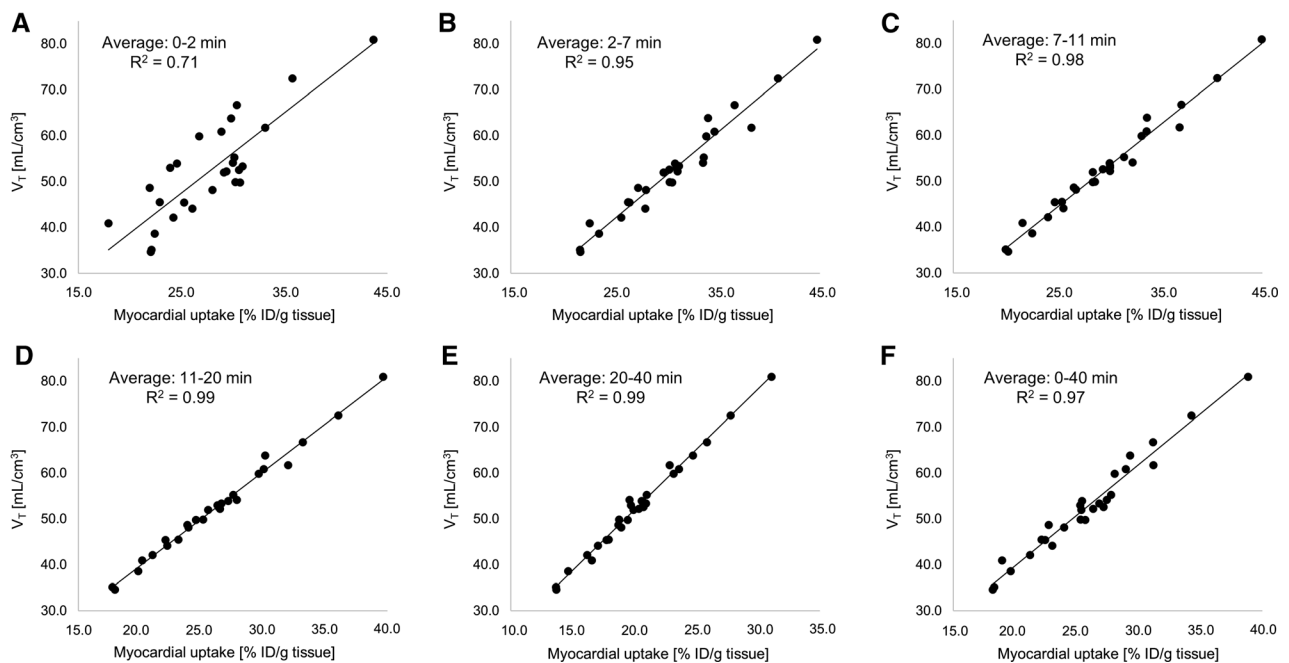 A
Average: 0-2 min
R² = 0.71
80.0
70.0
60.0
50.0
40.0
30.0
V_T [mL/cm³]
15.0 25.0 35.0 45.0
Myocardial uptake [% ID/g tissue]
B
Average: 2-7 min
R² = 0.95
80.0
70.0
60.0
50.0
40.0
30.0
V_T [mL/cm³]
15.0 25.0 35.0 45.0
Myocardial uptake [% ID/g tissue]
C
Average: 7-11 min
R² = 0.98
80.0
70.0
60.0
50.0
40.0
30.0
V_T [mL/cm³]
15.0 25.0 35.0 45.0
Myocardial uptake [% ID/g tissue]
D
Average: 11-20 min
R² = 0.99
80.0
70.0
60.0
50.0
40.0
30.0
V_T [mL/cm³]
15.0 20.0 25.0 30.0 35.0 40.0
Myocardial uptake [% ID/g tissue]
E
Average: 20-40 min
R² = 0.99
80.0
70.0
60.0
50.0
40.0
30.0
V_T [mL/cm³]
10.0 15.0 20.0 25.0 30.0 35.0
Myocardial uptake [% ID/g tissue]
F
Average: 0-40 min
R² = 0.97
80.0
70.0
60.0
50.0
40.0
30.0
V_T [mL/cm³]
15.0 20.0 25.0 30.0 35.0 40.0
Myocardial uptake [% ID/g tissue]